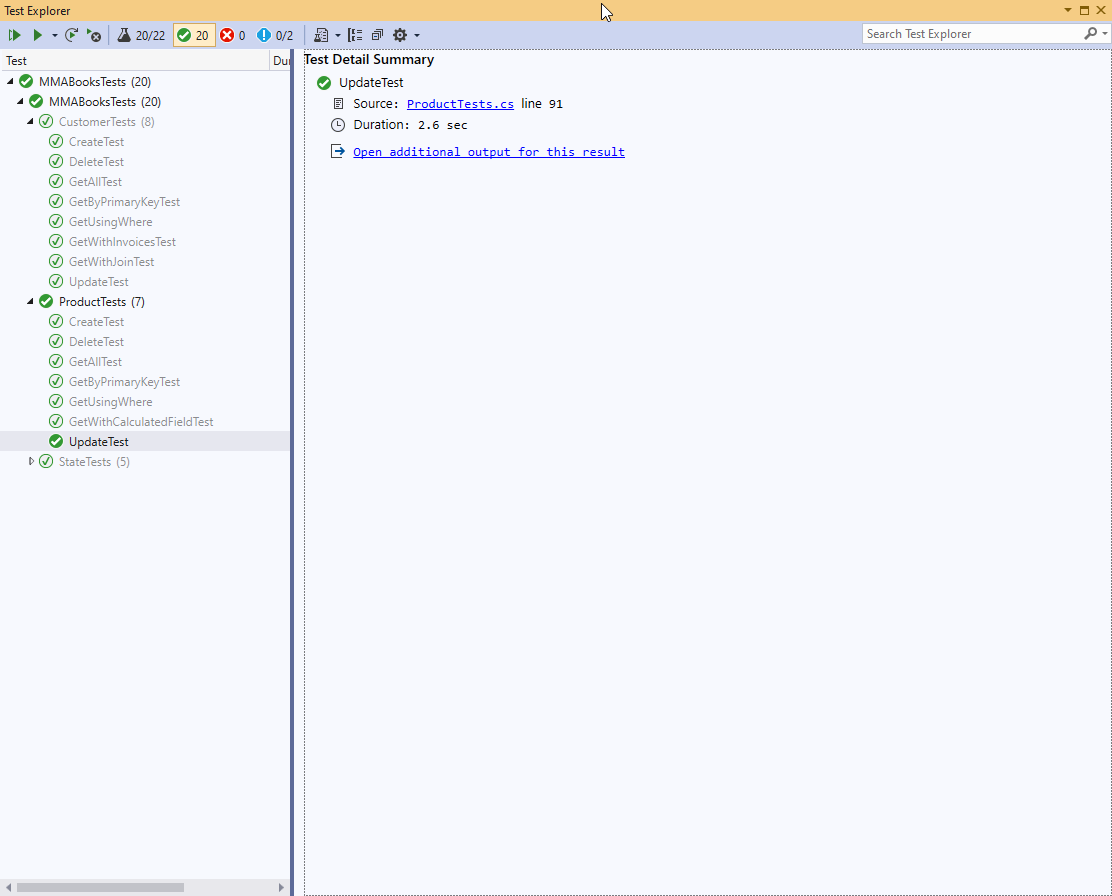 Test Explorer
20/22 20 0 0/2 Search Test Explorer
Test Dur
MMABooksTests (20)
MMABooksTests (20)
CustomerTests (8)
CreateTest
DeleteTest
GetAllTest
GetByPrimaryKeyTest
GetUsingWhere
GetWithInvoicesTest
GetWithJoinTest
UpdateTest
ProductTests (7)
CreateTest
DeleteTest
GetAllTest
GetByPrimaryKeyTest
GetUsingWhere
GetWithCalculatedFieldTest
UpdateTest
StateTests (5)
Test Detail Summary
UpdateTest
Source: ProductTests.cs line 91
Duration: 2.6 sec
Open additional output for this result